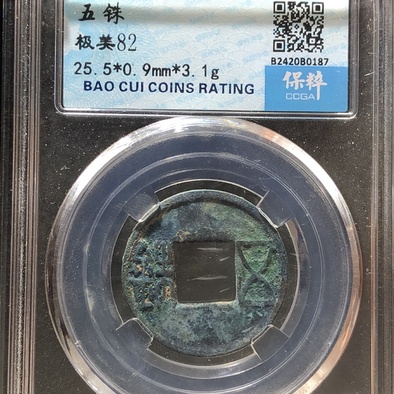 五铢
极美82
B2420B0187
25.5*0.9mm*3.1g
保粹
BAO CUI COINS RATING
CCGA
五